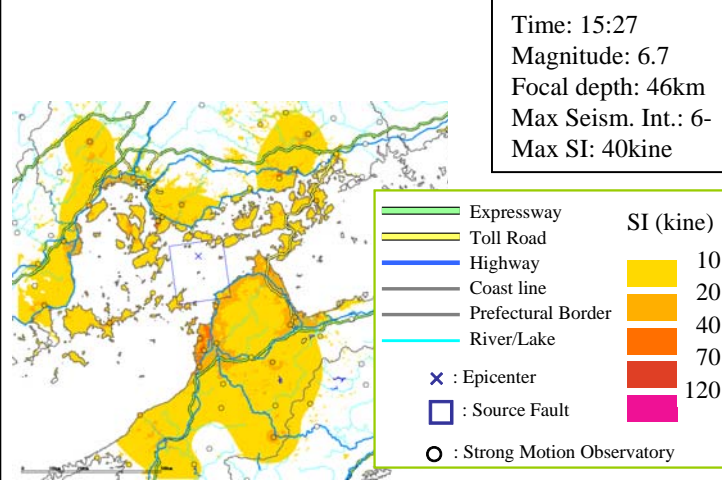 Time: 15:27
Magnitude: 6.7
Focal depth: 46km
Max Seism. Int.: 6-
Max SI: 40kine
Expressway
Toll Road
Highway
Coast line
Prefectural Border
River/Lake
× : Epicenter
: Source Fault
: Strong Motion Observatory
SI (kine)
10
20
40
70
120